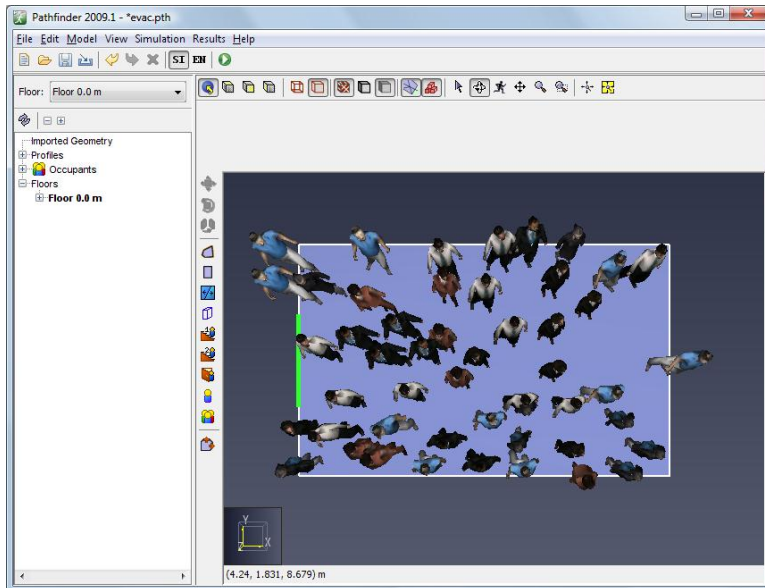 Pathfinder 2009.1 - *evac.pth
File Edit Model View Simulation Results Help
SI EN
Floor: Floor 0.0 m
Imported Geometry
Profiles
Occupants
Floors
Floor 0.0 m
Y
Z X
(4.24, 1.831, 8.679) m